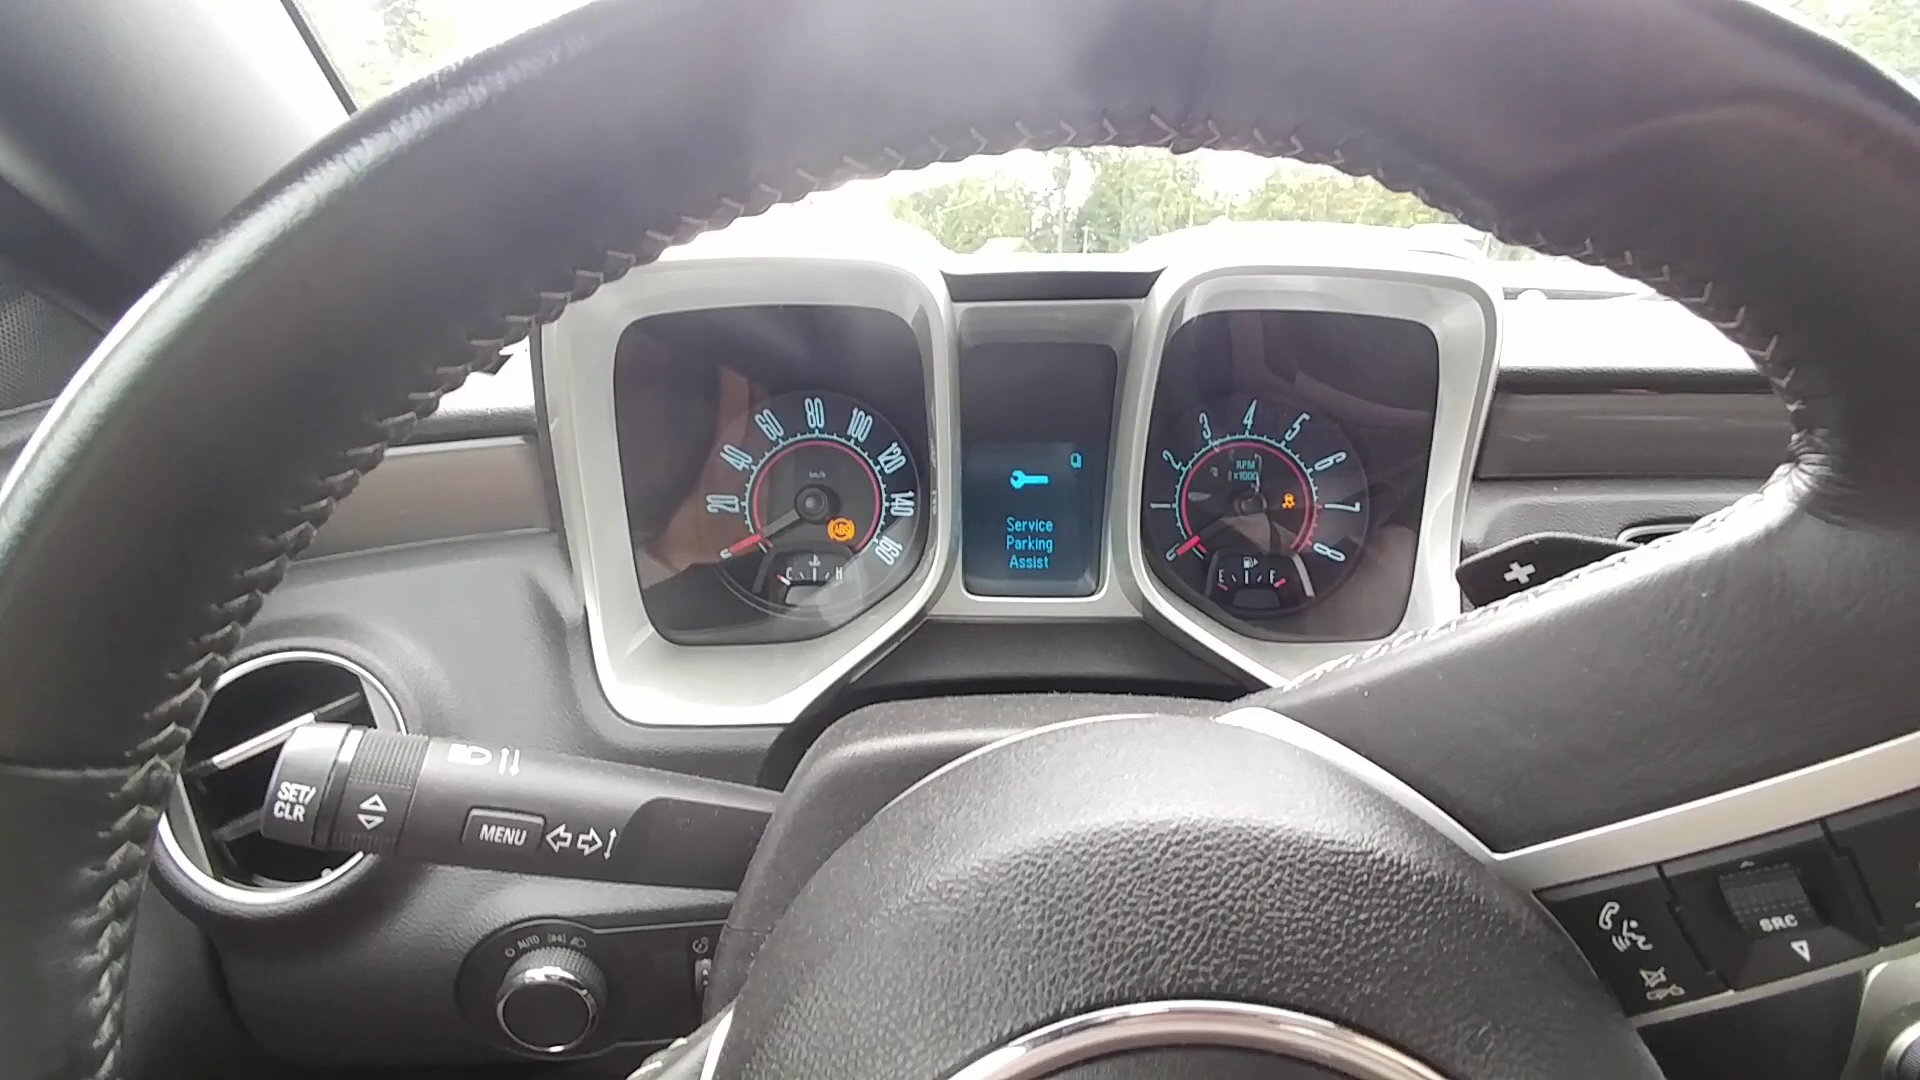 20
40
60
80
100
120
140
160
km/h
ABS
C
H
Service
Parking
Assist
1
2
3
4
5
6
7
8
RPM
x1000
E
F
SET/
CLR
MENU
AUTO
SRC
+